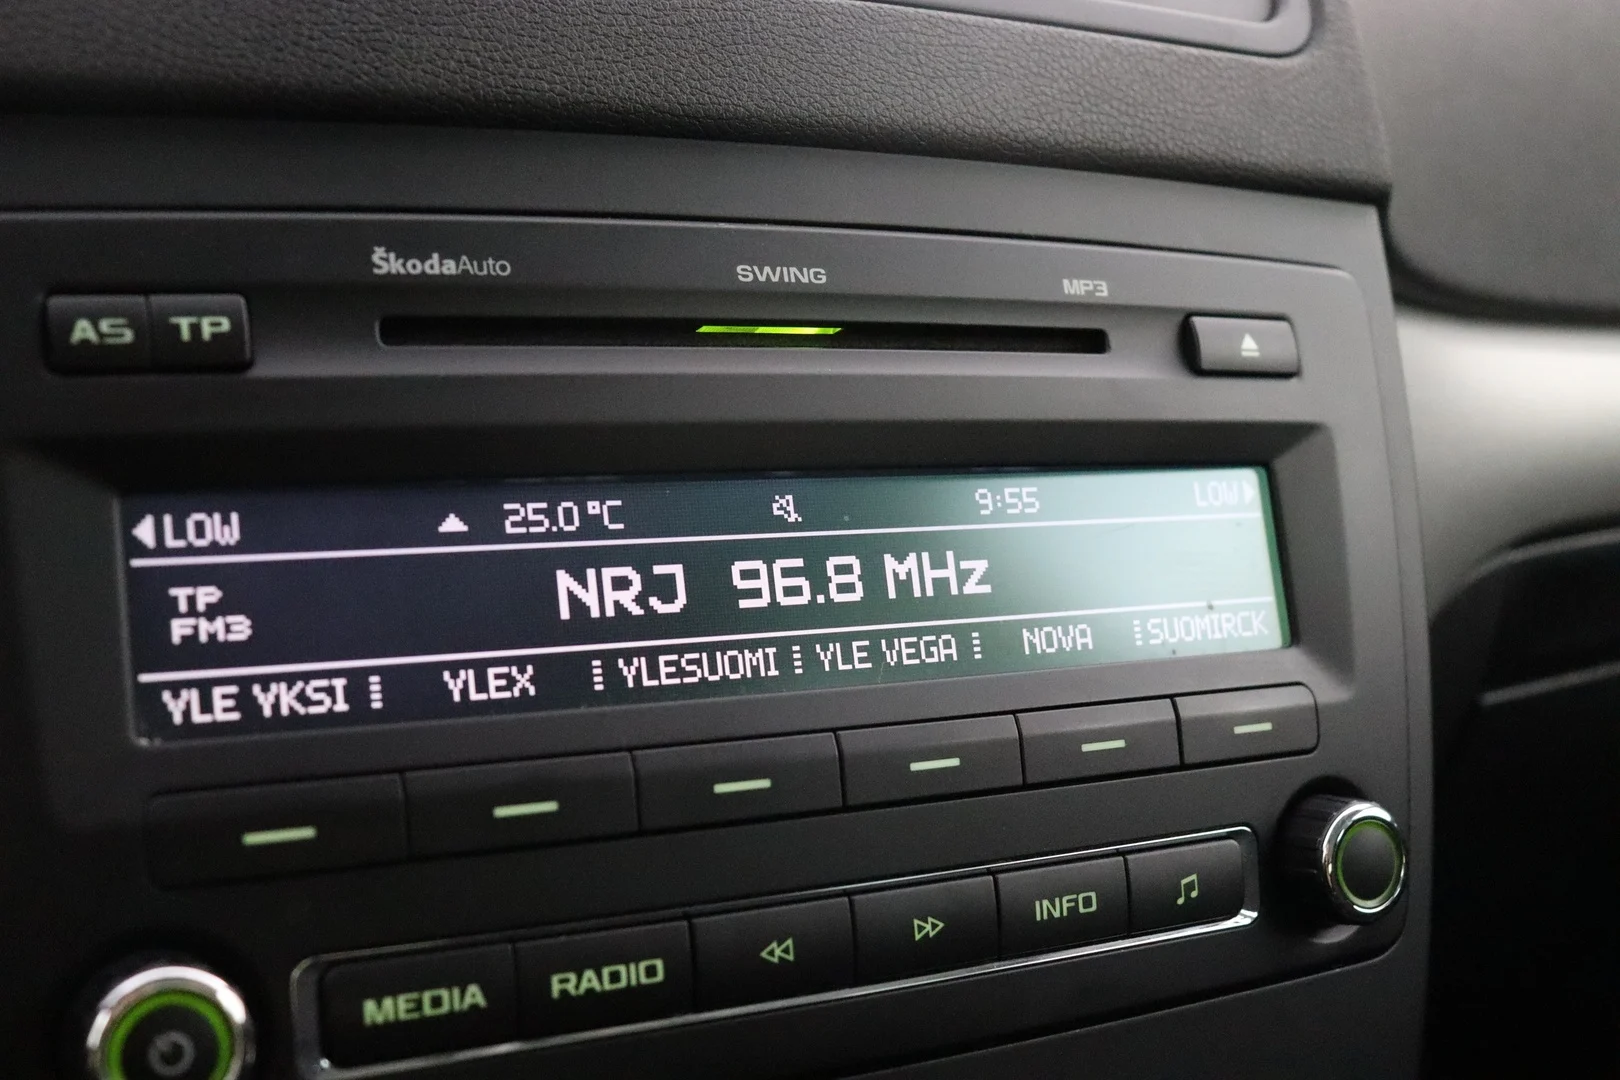 ŠkodaAuto SWING MP3
AS TP
LOW 25.0 °C 9:55 LOW
NRJ 96.8 MHz
TP
FM3
YLE YKSI YLEX YLESUOMI YLE VEGA NOVA SUOMIRCK
MEDIA RADIO INFO